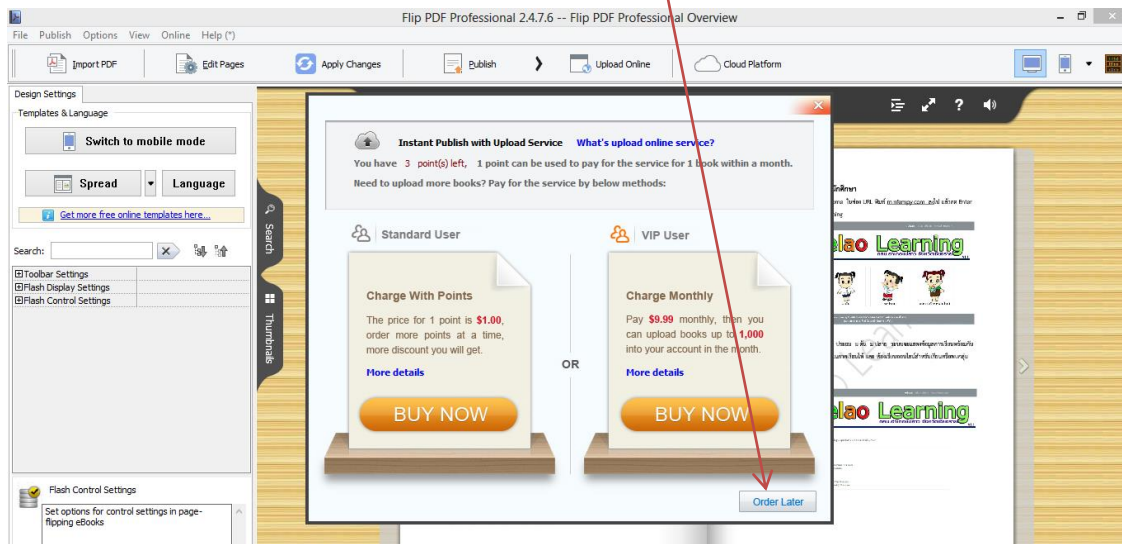 Flip PDF Professional 2.4.7.6 -- Flip PDF Professional Overview
File Publish Options View Online Help (*)
Import PDF Edit Pages Apply Changes Publish Upload Online Cloud Platform
Design Settings
Templates & Language
Switch to mobile mode
Spread Language
Get more free online templates here...
Search:
Toolbar Settings
Flash Display Settings
Flash Control Settings
Flash Control Settings
Set options for control settings in page-
flipping eBooks
Search
Thumbnails
Instant Publish with Upload Service What's upload online service?
You have 3 point(s) left, 1 point can be used to pay for the service for 1 book within a month.
Need to upload more books? Pay for the service by below methods:
Standard User
Charge With Points
The price for 1 point is $1.00,
order more points at a time,
more discount you will get.
More details
BUY NOW
OR
VIP User
Charge Monthly
Pay $9.99 monthly, then you
can upload books up to 1,000
into your account in the month.
More details
BUY NOW
Order Later
elao Learning
elao Learning